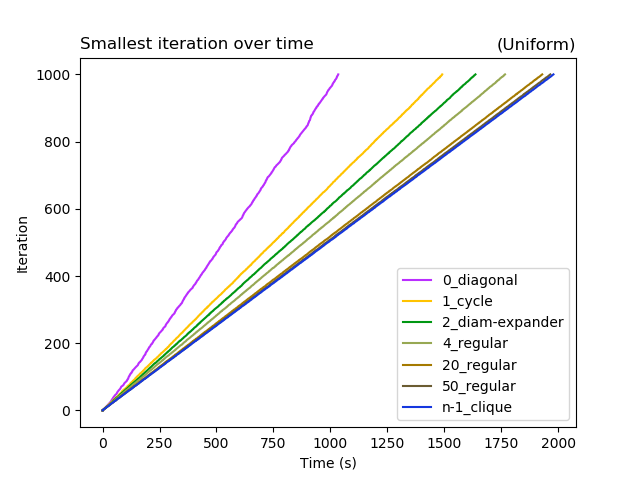 Smallest iteration over time (Uniform)
1000
800
600
400
200
0
Iteration
0_diagonal
1_cycle
2_diam-expander
4_regular
20_regular
50_regular
n-1_clique
0 250 500 750 1000 1250 1500 1750 2000
Time (s)